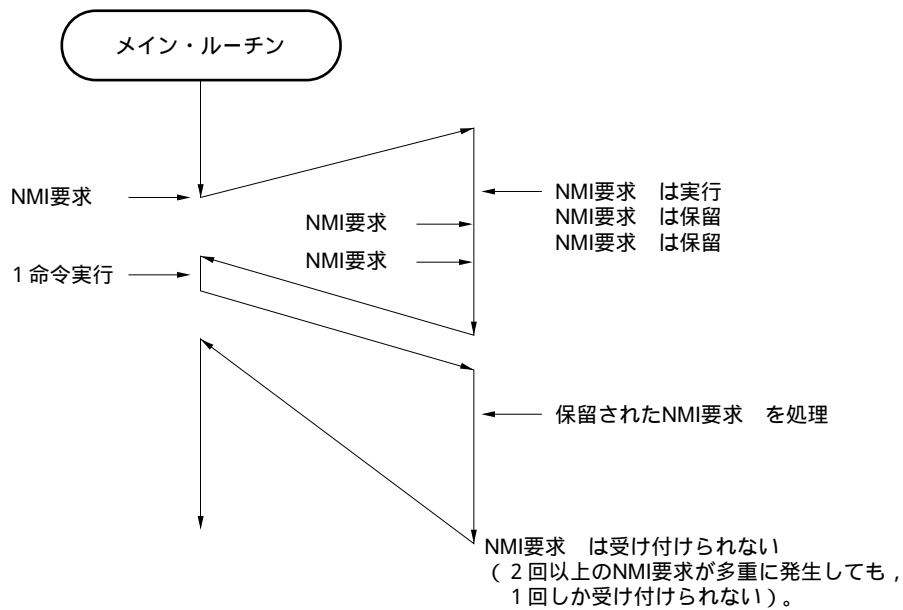 メイン・ルーチン
NMI要求
NMI要求 は実行
NMI要求 は保留
NMI要求 は保留
NMI要求
NMI要求
1命令実行
保留されたNMI要求 を処理
NMI要求 は受け付けられない
(2回以上のNMI要求が多重に発生しても,
1回しか受け付けられない)。